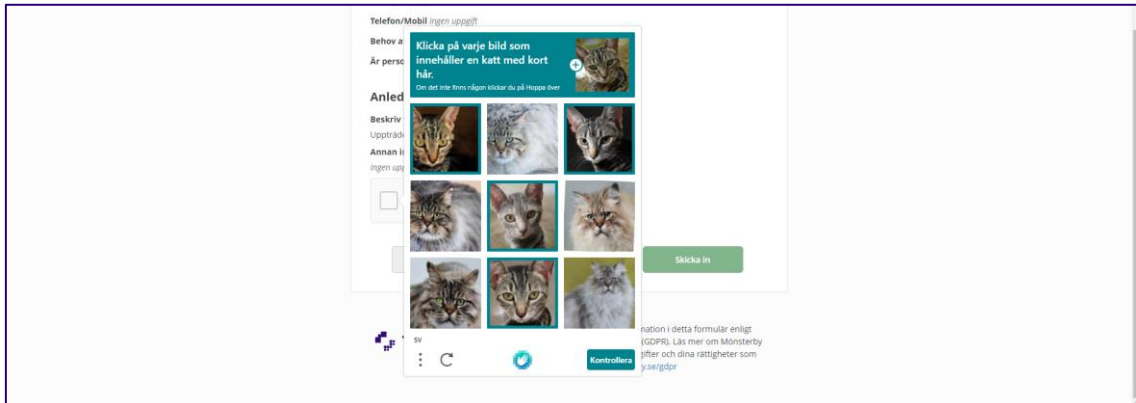 Telefon/Mobil Ingen uppgift
Behov a
Är perso
Klicka på varje bild som
innehåller en katt med kort
hår.
Om det inte finns någon klickar du på Hoppa över
Anled
Beskriv
Uppträd
Annan i
Ingen upp
Skicka in
mation i detta formulär enligt
(GDPR). Läs mer om Mönsterby
gifter och dina rättigheter som
y.se/gdpr
SV
Kontrollera